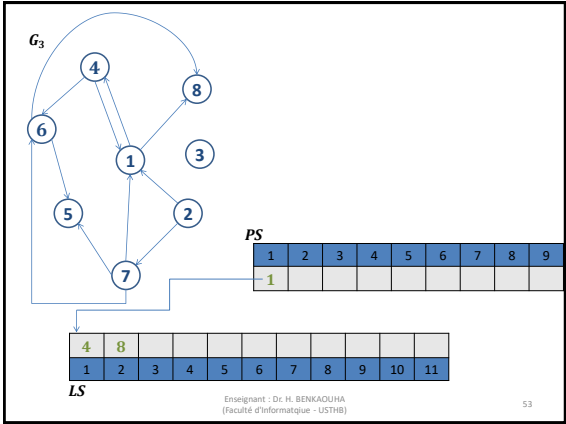 G₃
4
8
6
3
1
5
2
7
PS
1 2 3 4 5 6 7 8 9
1
4 8
1 2 3 4 5 6 7 8 9 10 11
LS
Enseignant : Dr. H. BENKAOUHA
(Faculté d'Informatqiue - USTHB)
53